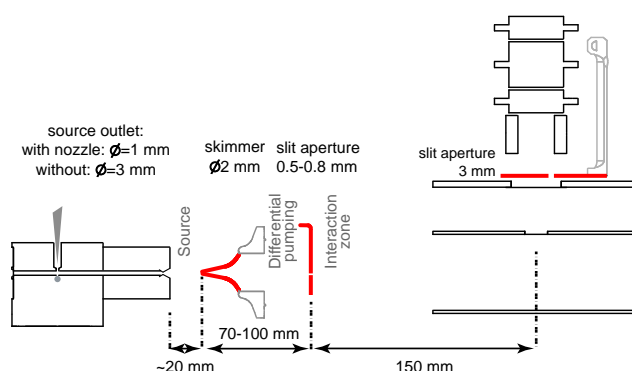 source outlet:
with nozzle: Ø=1 mm
without: Ø=3 mm
skimmer
Ø2 mm
slit aperture
0.5-0.8 mm
slit aperture
3 mm
Source
Differential
pumping
Interaction
zone
70-100 mm
~20 mm
150 mm